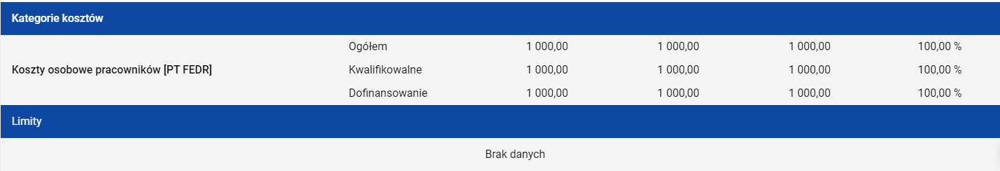 Kategorie kosztów
Ogółem 1 000,00 1 000,00 1 000,00 100,00 %
Koszty osobowe pracowników [PT FEDR] Kwalifikowalne 1 000,00 1 000,00 1 000,00 100,00 %
Dofinansowanie 1 000,00 1 000,00 1 000,00 100,00 %
Limity
Brak danych